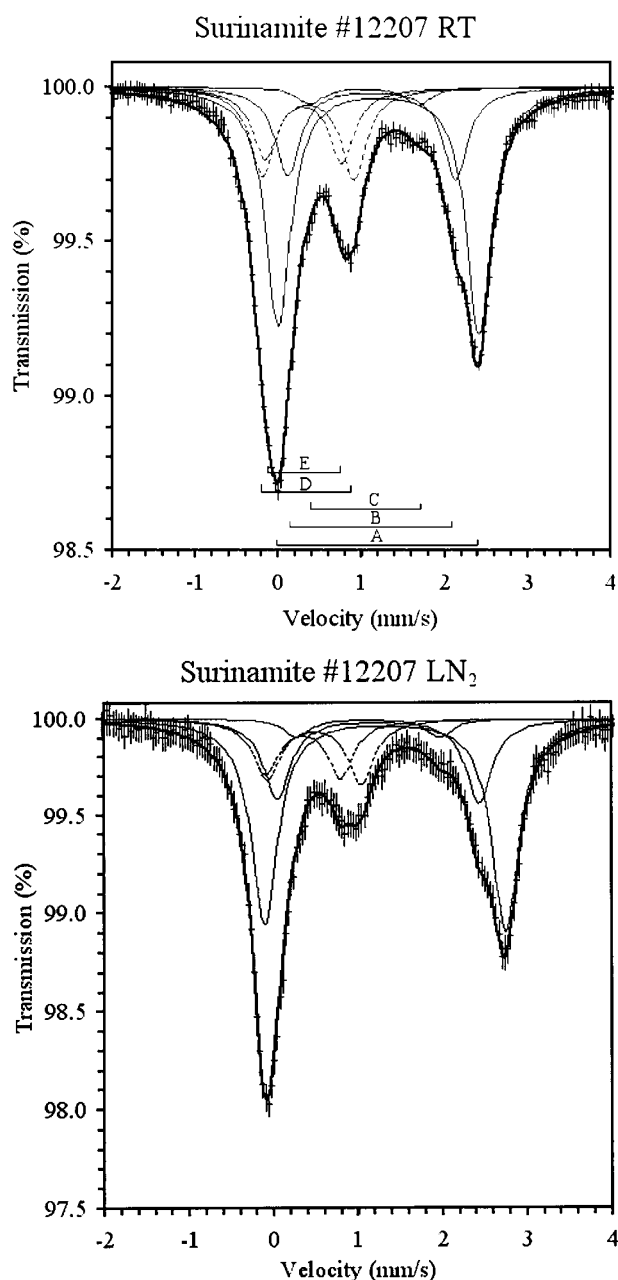 Surinamite #12207 RT
100.0
99.5
99.0
98.5
Transmission (%)
E
D
C
B
A
-2 -1 0 1 2 3 4
Velocity (mm/s)
Surinamite #12207 LN₂
100.0
99.5
99.0
98.5
98.0
97.5
Transmission (%)
-2 -1 0 1 2 3 4
Velocity (mm/s)